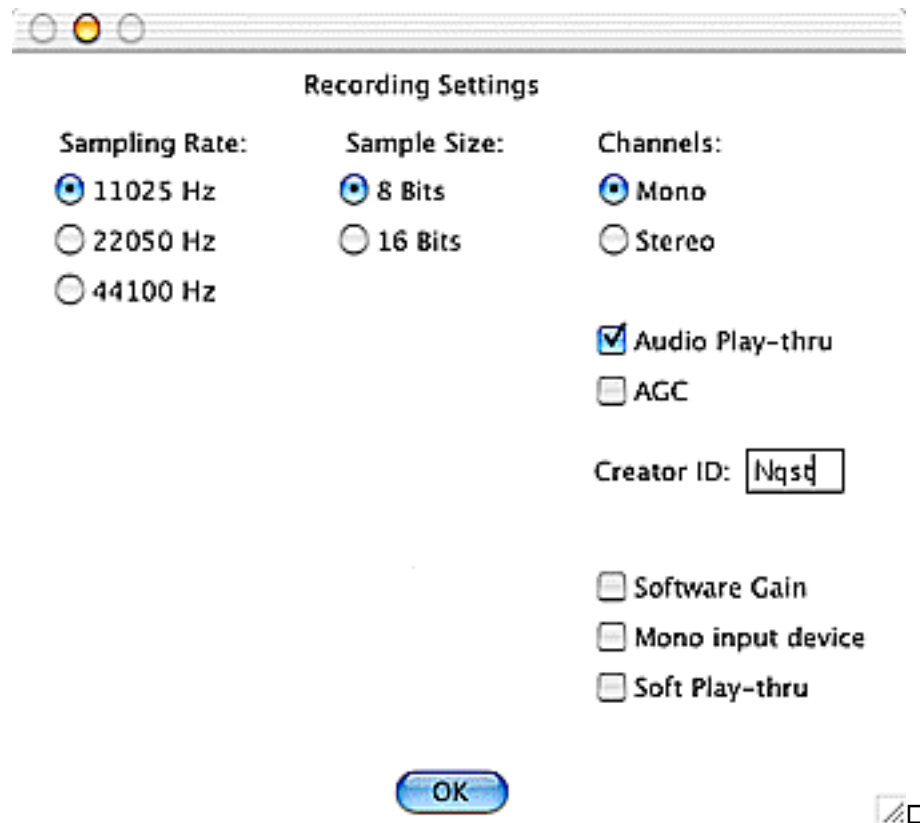 Recording Settings
Sampling Rate:
11025 Hz
22050 Hz
44100 Hz
Sample Size:
8 Bits
16 Bits
Channels:
Mono
Stereo
Audio Play-thru
AGC
Creator ID: Nqst
Software Gain
Mono input device
Soft Play-thru
OK